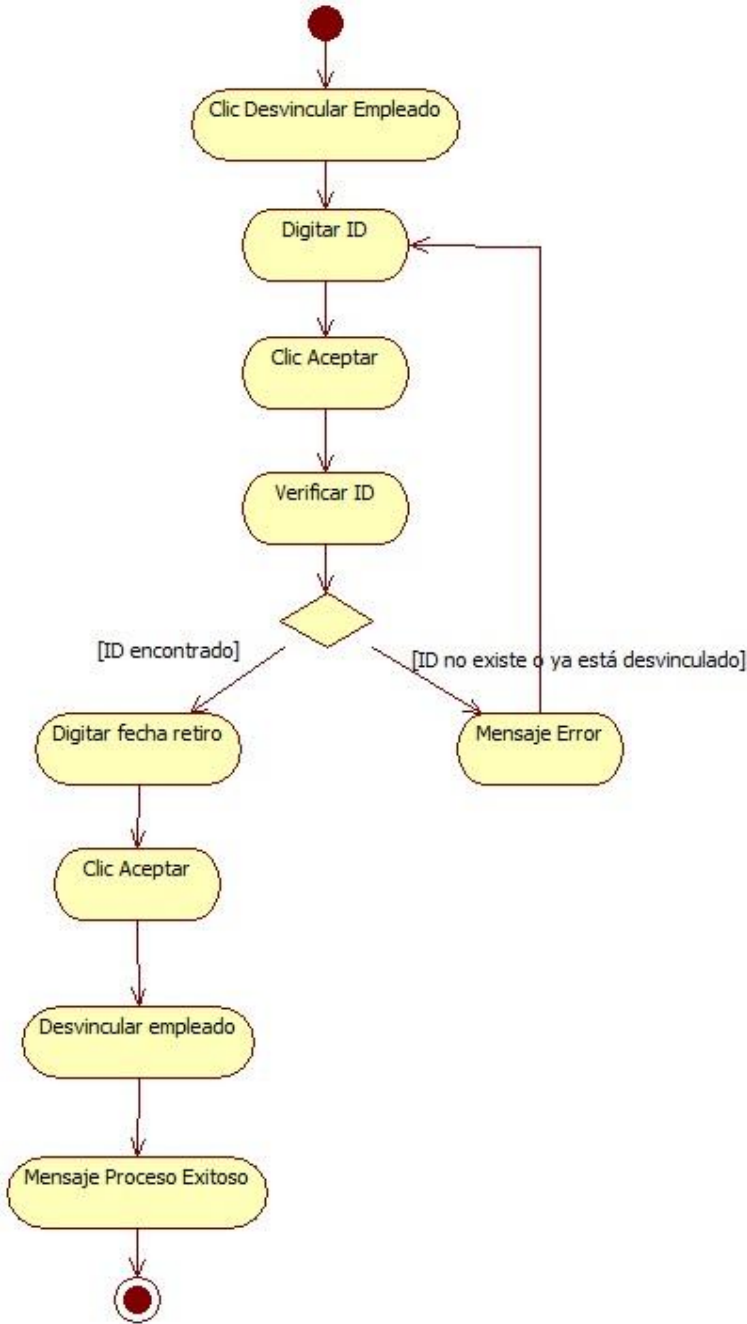 Clic Desvincular Empleado
Digitar ID
Clic Aceptar
Verificar ID
[ID encontrado]
[ID no existe o ya está desvinculado]
Digitar fecha retiro
Mensaje Error
Clic Aceptar
Desvincular empleado
Mensaje Proceso Exitoso